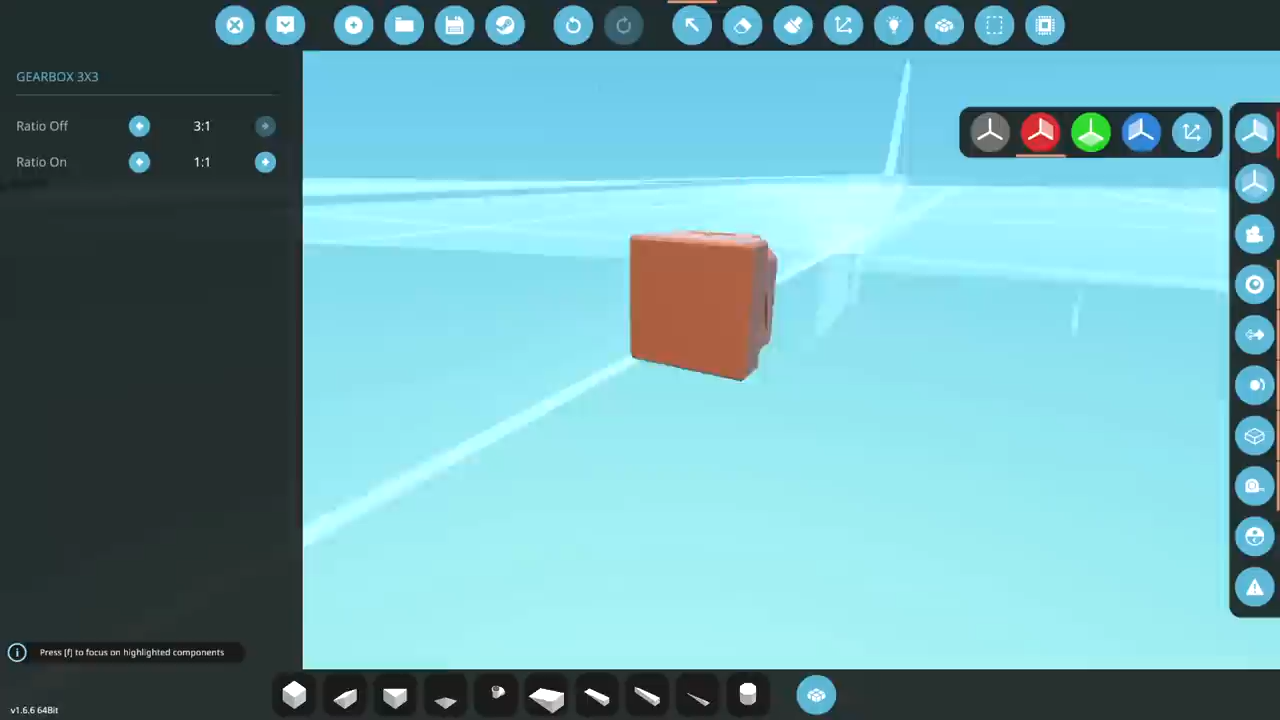 GEARBOX 3X3
Ratio Off 3:1
Ratio On 1:1
Press [f] to focus on highlighted components
v1.6.6 64Bit